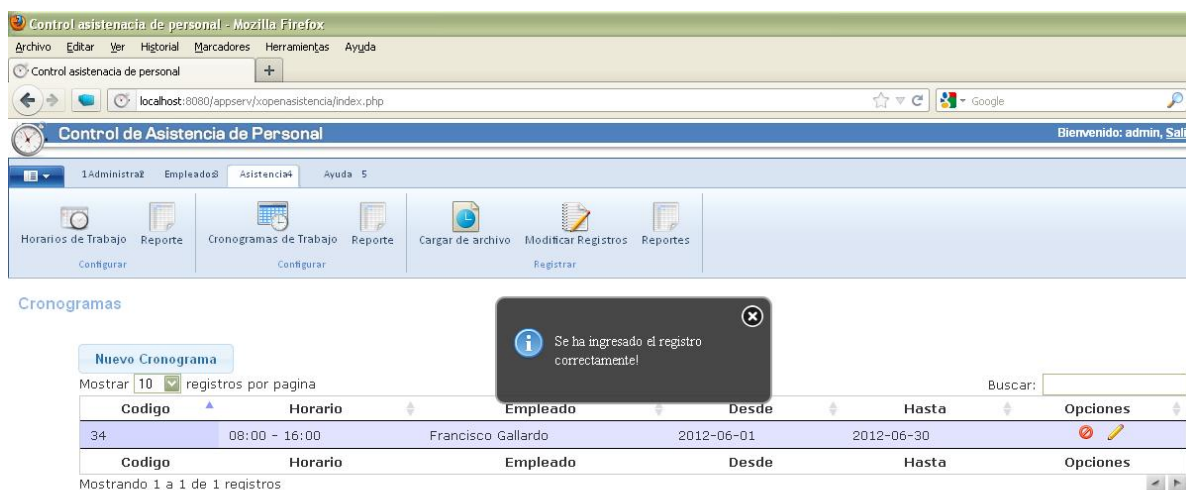 Control asistenacia de personal - Mozilla Firefox
Archivo Editar Ver Historial Marcadores Herramientas Ayuda
Control asistenacia de personal
localhost:8080/appserv/xopenasistencia/index.php
Google
Control de Asistencia de Personal
Bienvenido: admin, Sali
1Administra2 Empleados3 Asistencia4 Ayuda 5
Horarios de Trabajo Reporte Cronogramas de Trabajo Reporte Cargar de archivo Modificar Registros Reportes
Configurar Configurar Registrar
Cronogramas
Se ha ingresado el registro
correctamente!
Nuevo Cronograma
Mostrar 10 registros por pagina Buscar:
Codigo Horario Empleado Desde Hasta Opciones
34 08:00 - 16:00 Francisco Gallardo 2012-06-01 2012-06-30
Codigo Horario Empleado Desde Hasta Opciones
Mostrando 1 a 1 de 1 registros